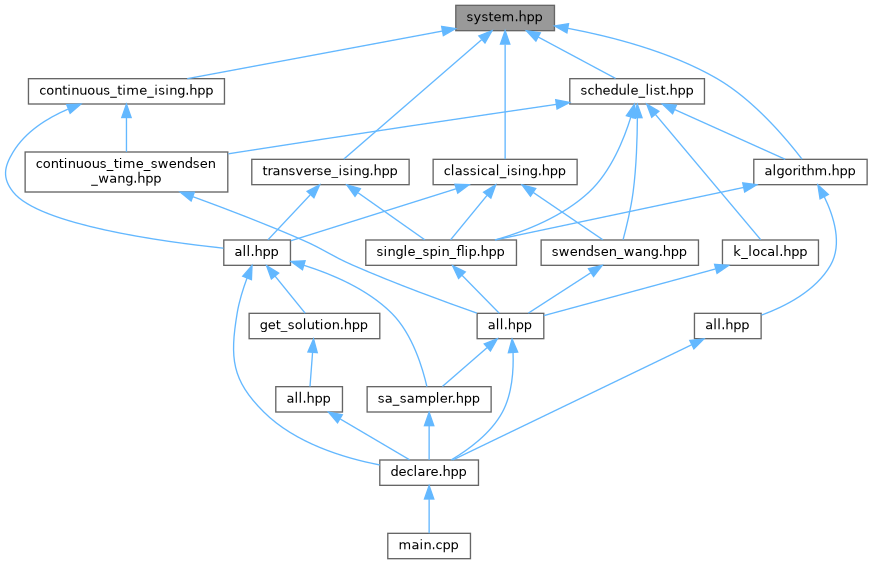 system.hpp
continuous_time_ising.hpp
schedule_list.hpp
continuous_time_swendsen
_wang.hpp
transverse_ising.hpp
classical_ising.hpp
algorithm.hpp
all.hpp
single_spin_flip.hpp
swendsen_wang.hpp
k_local.hpp
get_solution.hpp
all.hpp
all.hpp
all.hpp
sa_sampler.hpp
declare.hpp
main.cpp